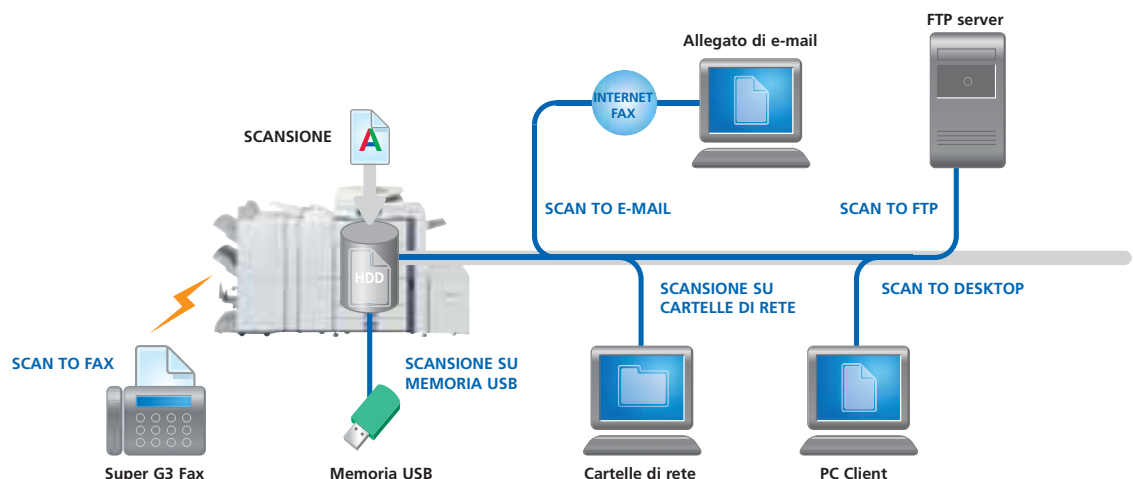 FTP server
Allegato di e-mail
INTERNET
FAX
SCANSIONE
A
SCAN TO E-MAIL
SCAN TO FTP
HDD
SCANSIONE SU
CARTELLE DI RETE
SCAN TO DESKTOP
SCAN TO FAX
SCANSIONE SU
MEMORIA USB
Super G3 Fax
Memoria USB
Cartelle di rete
PC Client